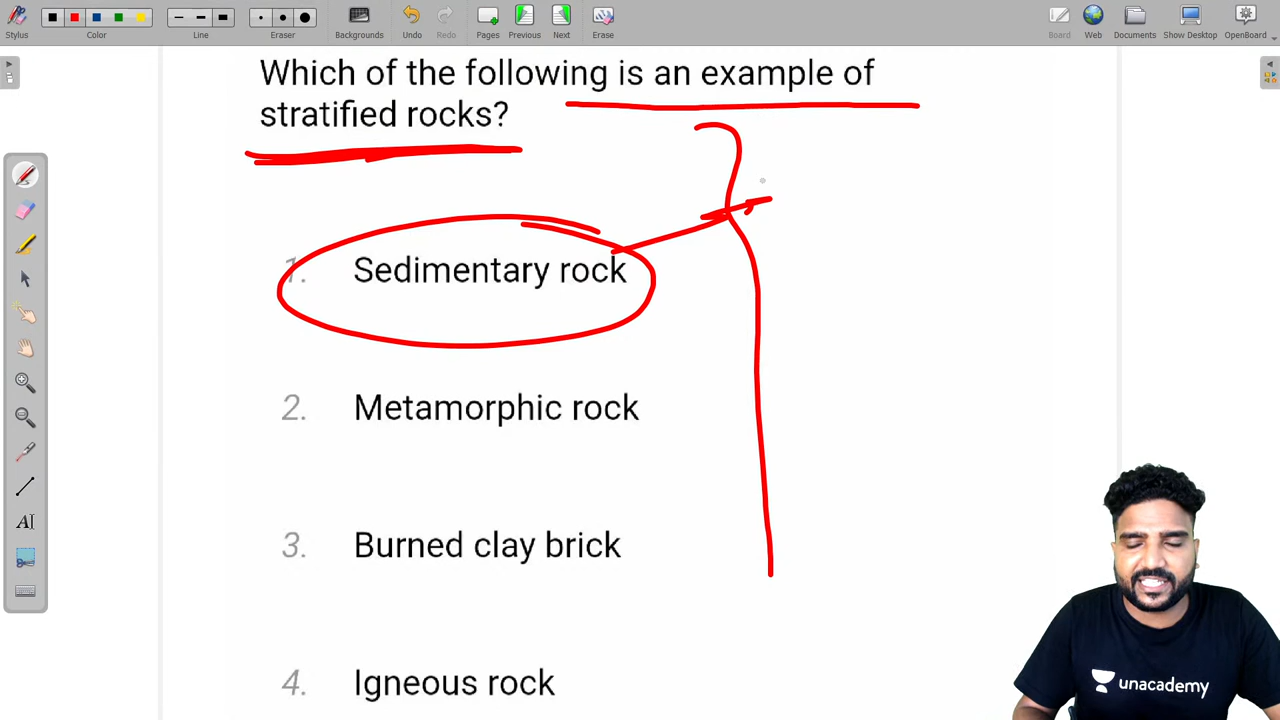 Stylus
Color
Line
Eraser
Backgrounds
Undo
Redo
Pages
Previous
Next
Erase
Board
Web
Documents
Show Desktop
OpenBoard
Which of the following is an example of
stratified rocks?
1. Sedimentary rock
2. Metamorphic rock
3. Burned clay brick
4. Igneous rock
AI
unacademy